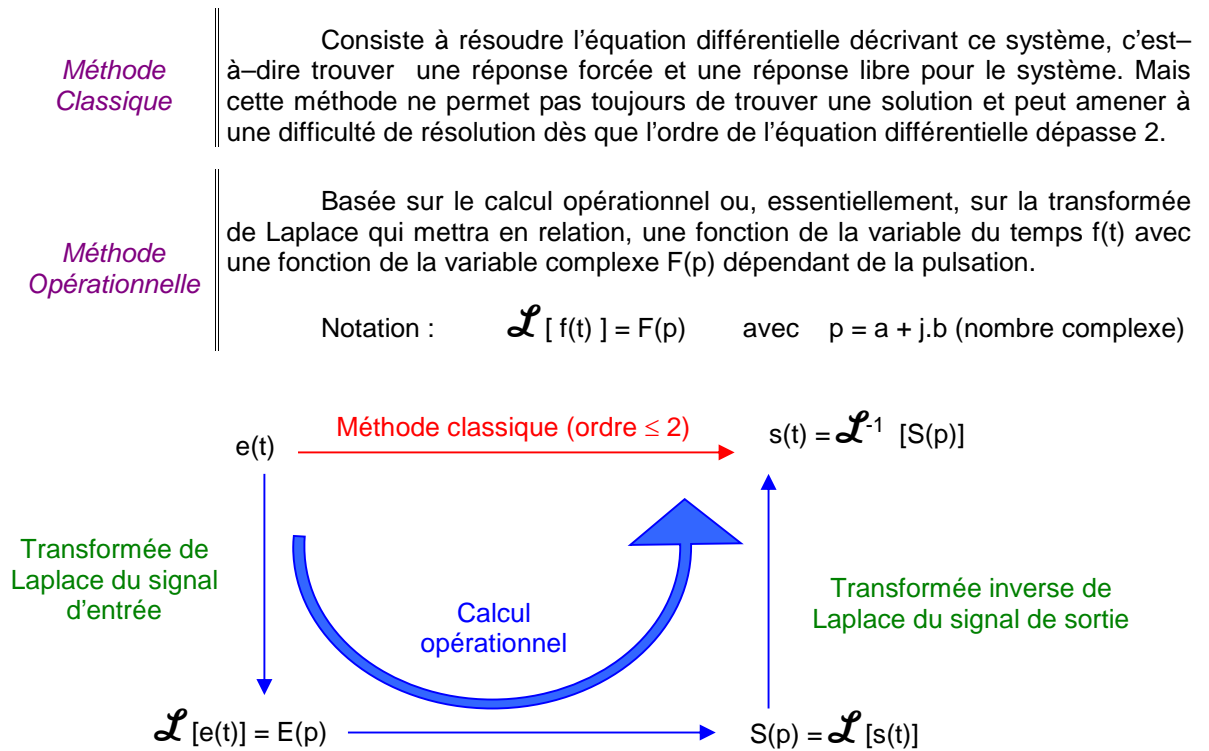 Consiste à résoudre l’équation différentielle décrivant ce système, c'est–
à–dire trouver une réponse forcée et une réponse libre pour le système. Mais
Méthode
Classique
cette méthode ne permet pas toujours de trouver une solution et peut amener à
une difficulté de résolution dès que l’ordre de l’équation différentielle dépasse 2.
Basée sur le calcul opérationnel ou, essentiellement, sur la transformée
de Laplace qui mettra en relation, une fonction de la variable du temps f(t) avec
Méthode
Opérationnelle
une fonction de la variable complexe F(p) dépendant de la pulsation.
Notation : ℒ [ f(t) ] = F(p) avec p = a + j.b (nombre complexe)
Méthode classique (ordre ≤ 2)
e(t)
s(t) = ℒ⁻¹ [S(p)]
Transformée de
Laplace du signal
d’entrée
Calcul
opérationnel
Transformée inverse de
Laplace du signal de sortie
ℒ [e(t)] = E(p)
S(p) = ℒ [s(t)]